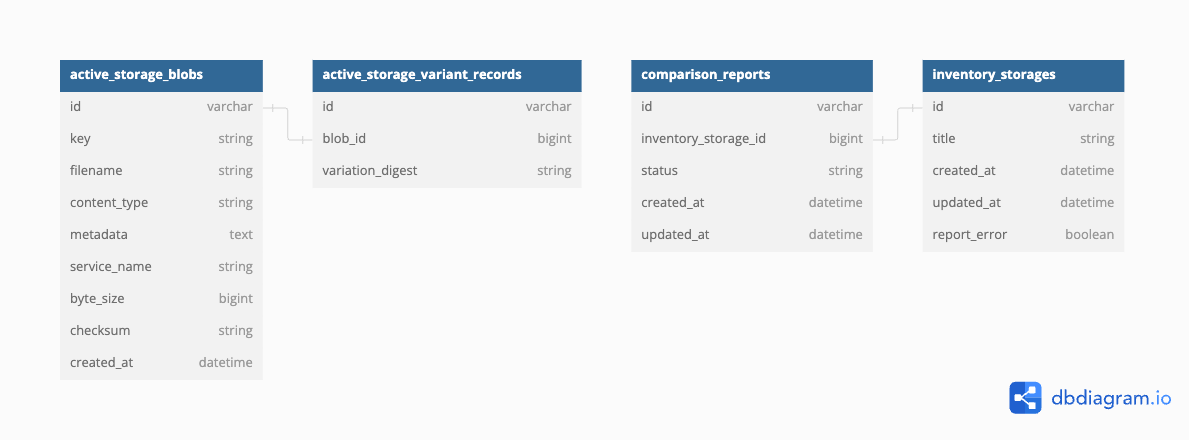 active_storage_blobs
id varchar
key string
filename string
content_type string
metadata text
service_name string
byte_size bigint
checksum string
created_at datetime
active_storage_variant_records
id varchar
blob_id bigint
variation_digest string
comparison_reports
id varchar
inventory_storage_id bigint
status string
created_at datetime
updated_at datetime
inventory_storages
id varchar
title string
created_at datetime
updated_at datetime
report_error boolean
dbdiagram.io